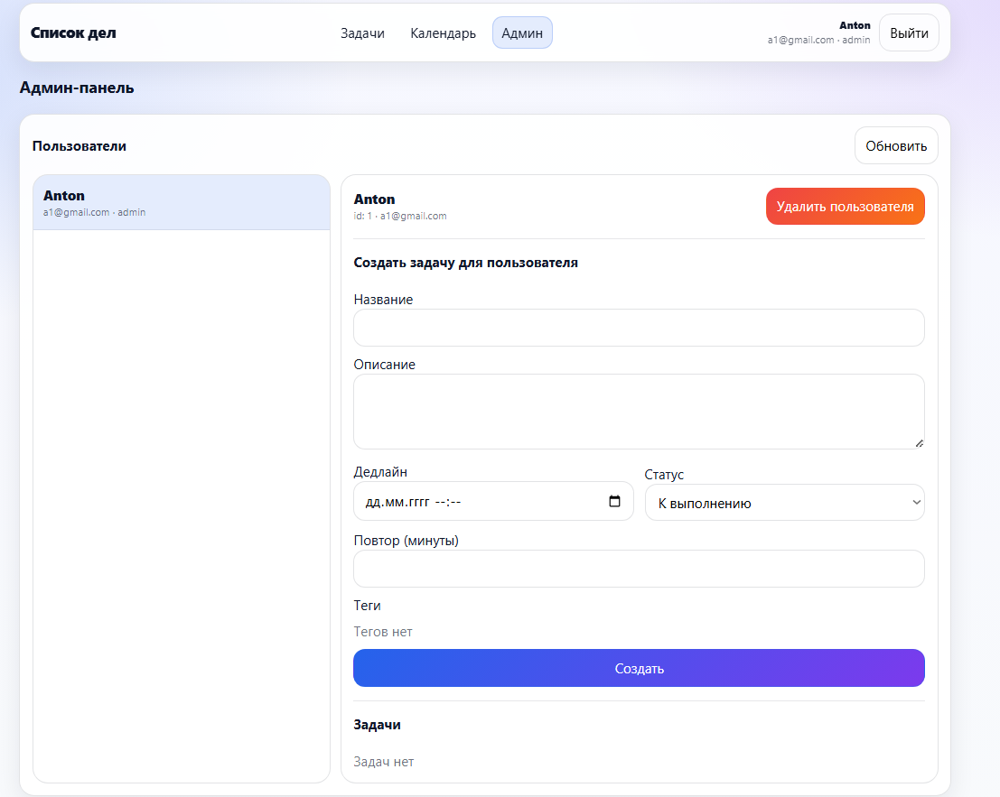 Список дел
Задачи
Календарь
Админ
Anton
a1@gmail.com · admin
Выйти
Админ-панель
Пользователи
Обновить
Anton
a1@gmail.com · admin
Anton
id: 1 · a1@gmail.com
Удалить пользователя
Создать задачу для пользователя
Название
Описание
Дедлайн
дд.мм.гггг --:--
Статус
К выполнению
Повтор (минуты)
Теги
Тегов нет
Создать
Задачи
Задач нет